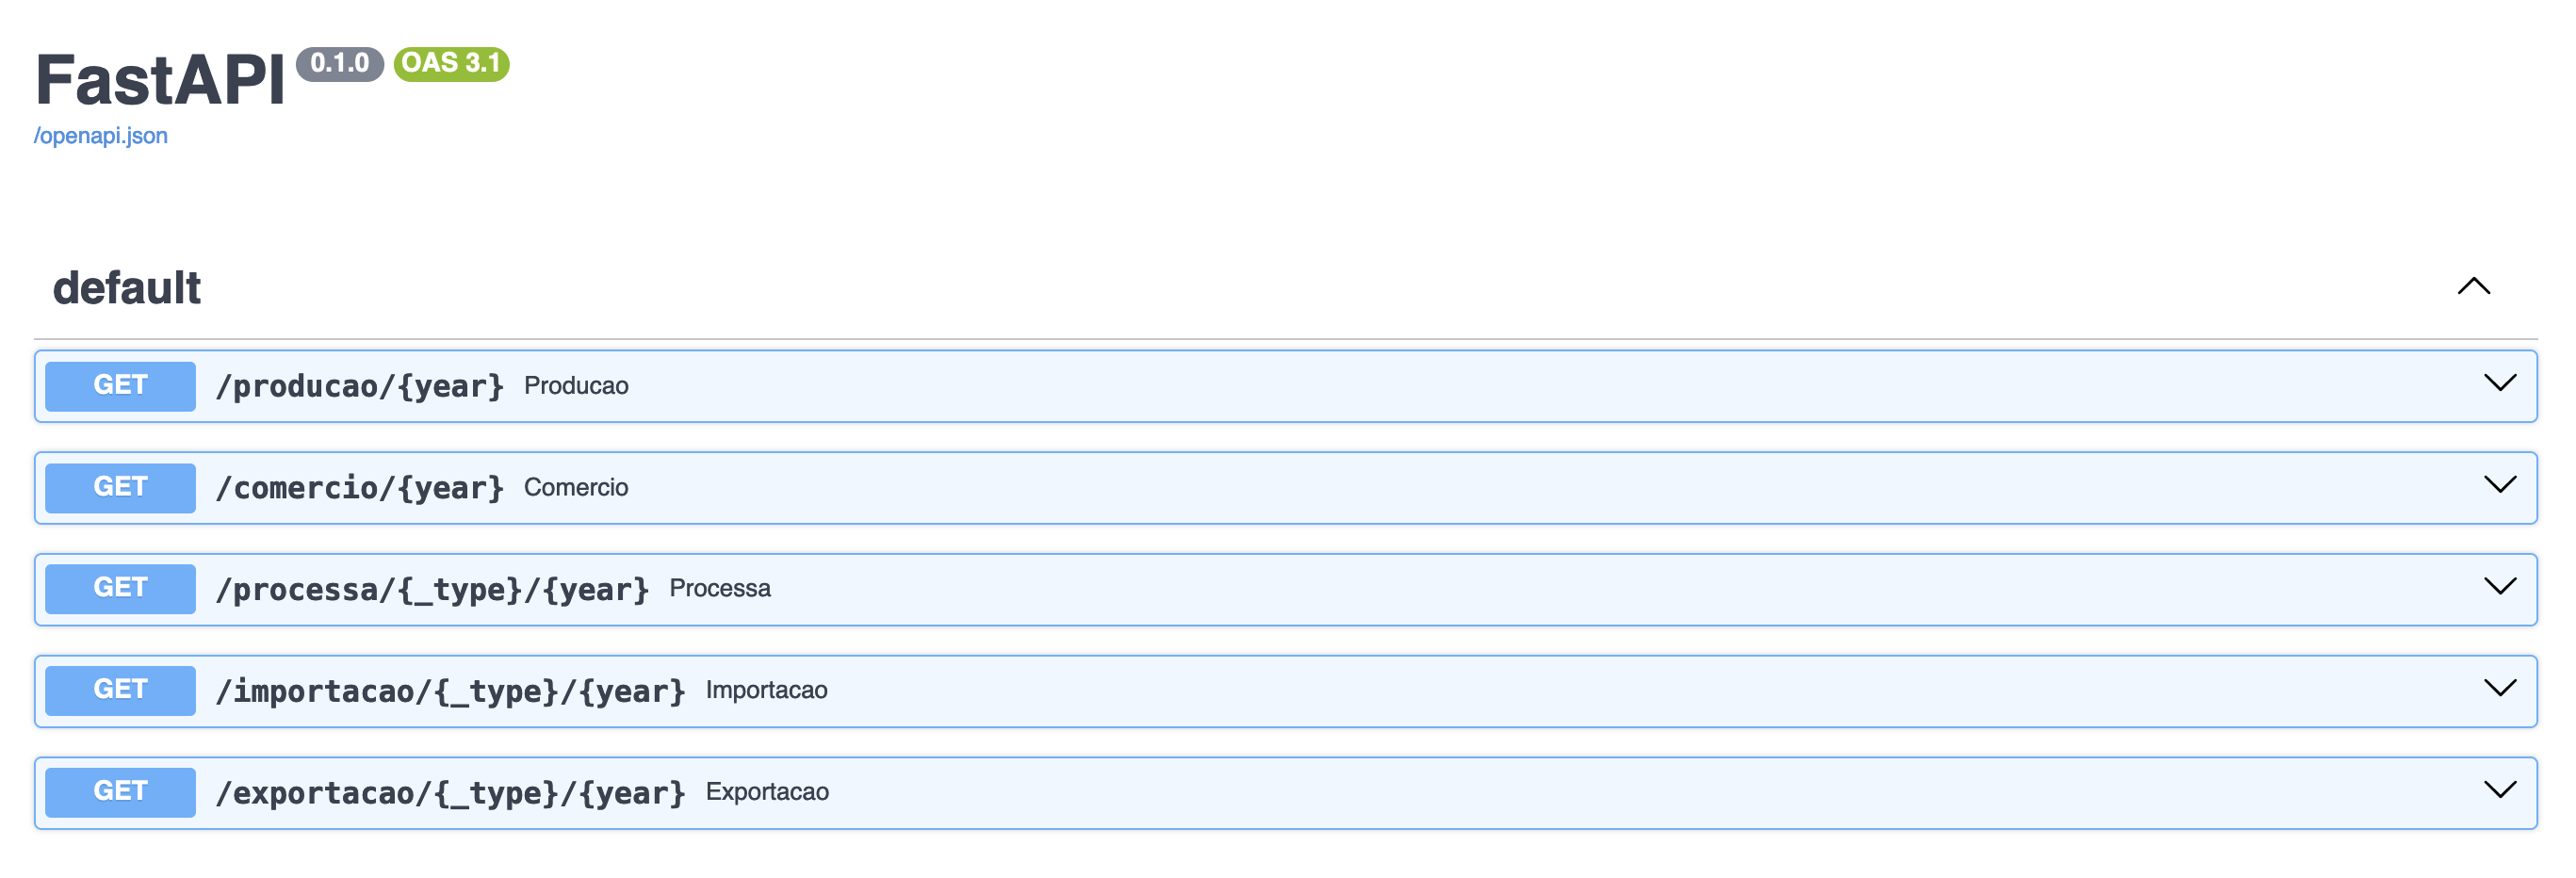 FastAPI 0.1.0 OAS 3.1
/openapi.json
default
GET /producao/{year} Producao
GET /comercio/{year} Comercio
GET /processa/{_type}/{year} Processa
GET /importacao/{_type}/{year} Importacao
GET /exportacao/{_type}/{year} Exportacao